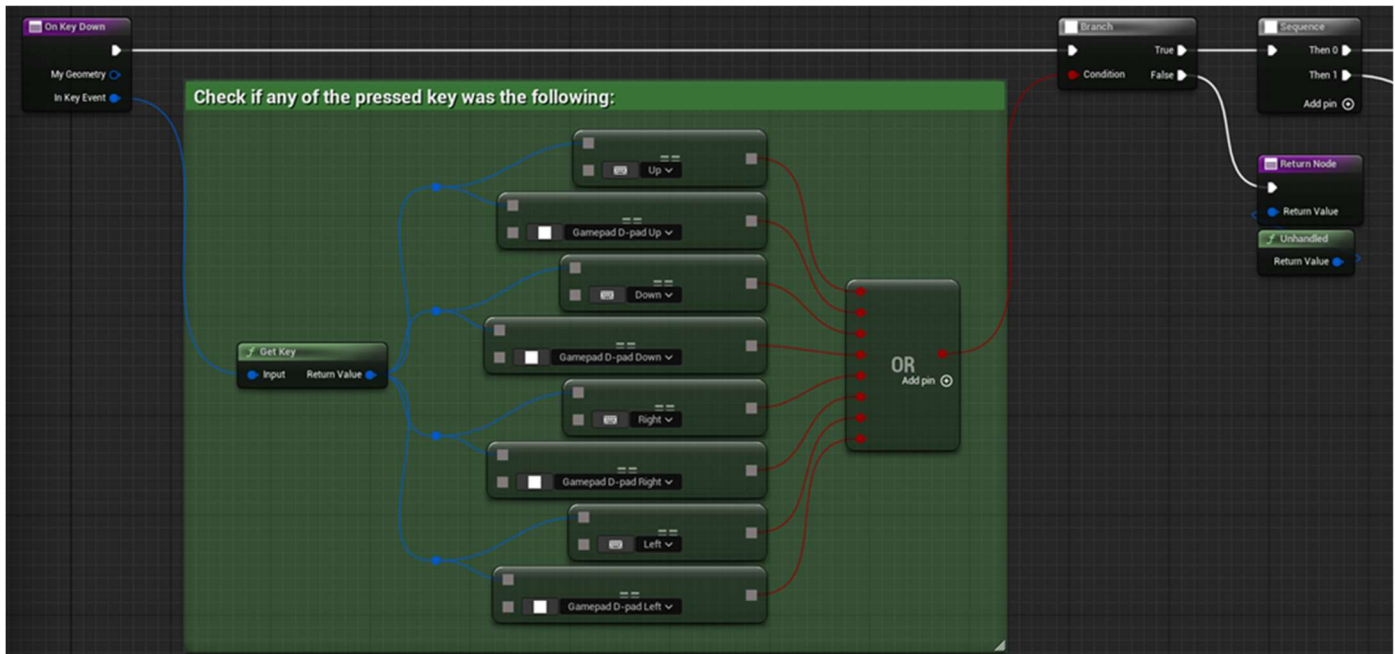 On Key Down
My Geometry
In Key Event
Check if any of the pressed key was the following:
Get Key
Input Return Value
==
Up
==
Gamepad D-pad Up
==
Down
==
Gamepad D-pad Down
==
Right
==
Gamepad D-pad Right
==
Left
==
Gamepad D-pad Left
OR
Add pin
Branch
True
Condition False
Sequence
Then 0
Then 1
Add pin
Return Node
Return Value
f Unhandled
Return Value